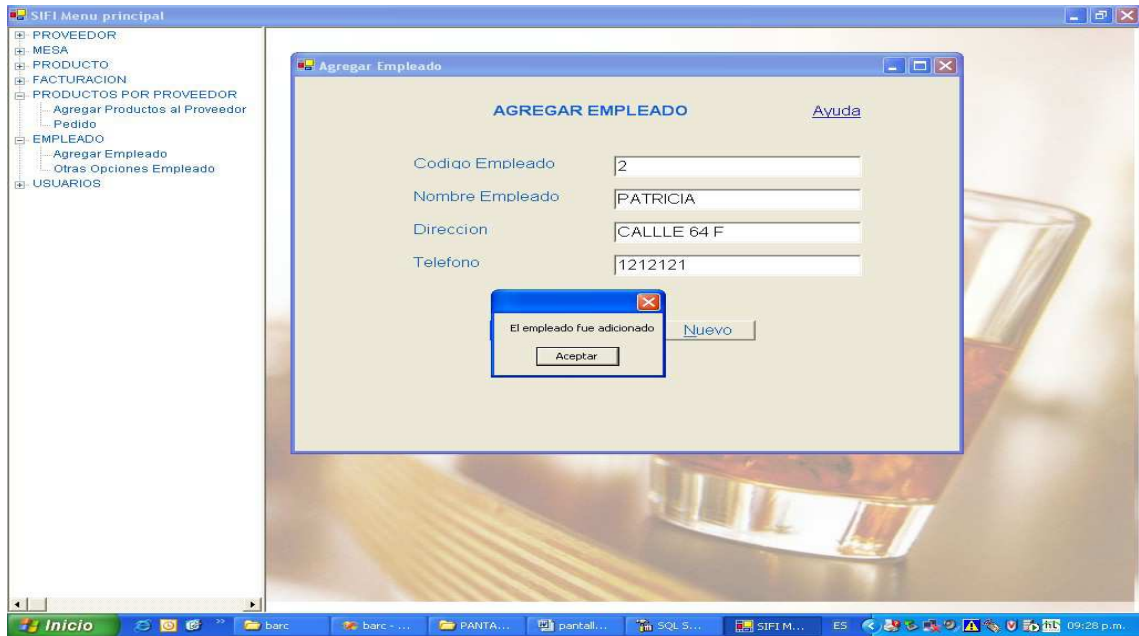 SIFI Menu principal
PROVEEDOR
MESA
PRODUCTO
FACTURACION
PRODUCTOS POR PROVEEDOR
Agregar Productos al Proveedor
Pedido
EMPLEADO
Agregar Empleado
Otras Opciones Empleado
USUARIOS
Agregar Empleado
AGREGAR EMPLEADO Ayuda
Codigo Empleado 2
Nombre Empleado PATRICIA
Direccion CALLLE 64 F
Telefono 1212121
El empleado fue adicionado
Aceptar
Nuevo
Inicio barc barc - ... PANTA... pantall... SQL S... SIFI M... ES 09:28 p.m.